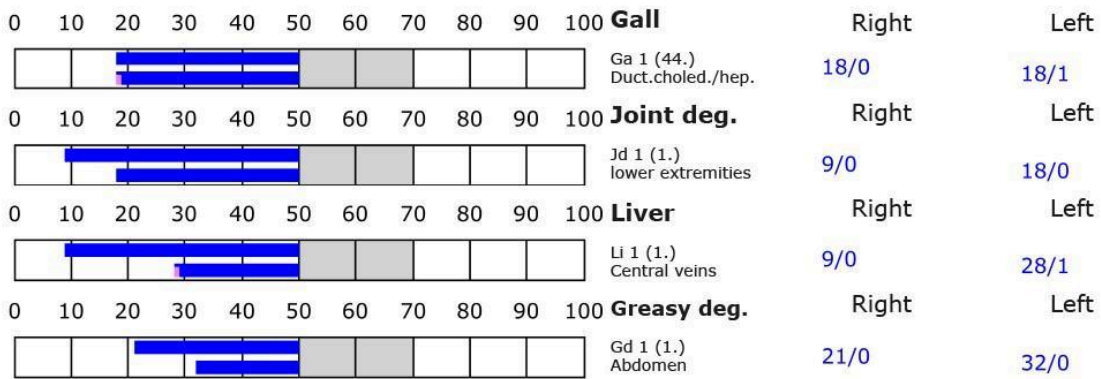 0 10 20 30 40 50 60 70 80 90 100 Gall Right Left
Ga 1 (44.) 18/0 18/1
Duct.choled./hep.
0 10 20 30 40 50 60 70 80 90 100 Joint deg. Right Left
Jd 1 (1.) 9/0 18/0
lower extremities
0 10 20 30 40 50 60 70 80 90 100 Liver Right Left
Li 1 (1.) 9/0 28/1
Central veins
0 10 20 30 40 50 60 70 80 90 100 Greasy deg. Right Left
Gd 1 (1.) 21/0 32/0
Abdomen